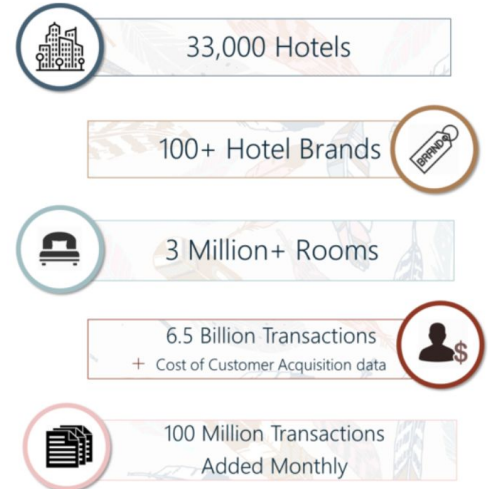 33,000 Hotels
100+ Hotel Brands
BRAND
3 Million+ Rooms
6.5 Billion Transactions
+ Cost of Customer Acquisition data
$
100 Million Transactions
Added Monthly